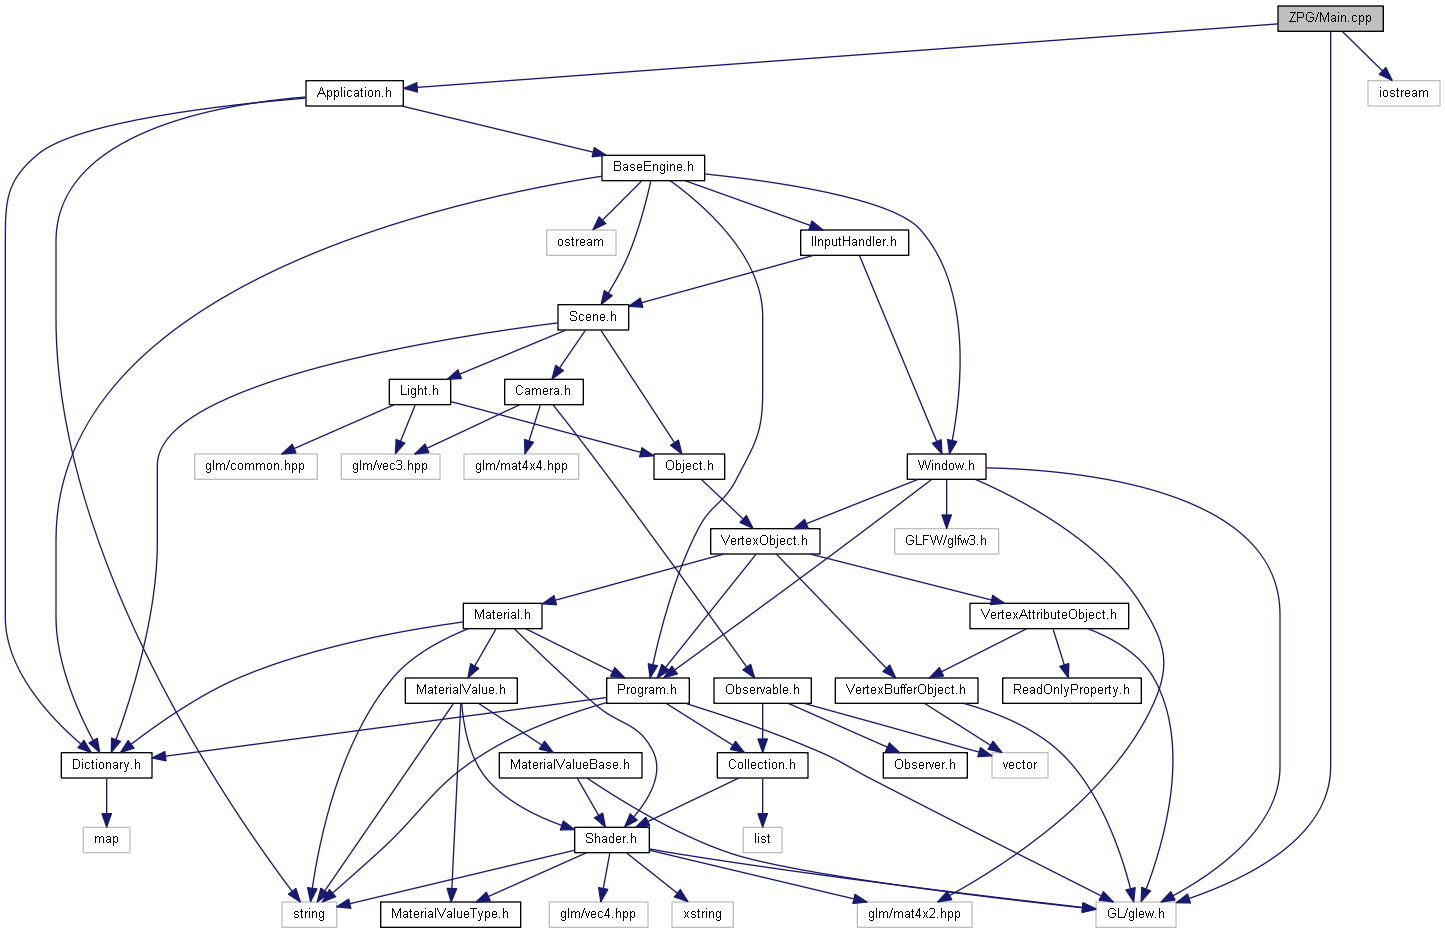 ZPG/Main.cpp
Application.h
iostream
BaseEngine.h
ostream
IInputHandler.h
Scene.h
Light.h
Camera.h
glm/common.hpp
glm/vec3.hpp
glm/mat4x4.hpp
Object.h
Window.h
VertexObject.h
GLFW/glfw3.h
Material.h
VertexAttributeObject.h
MaterialValue.h
Program.h
Observable.h
VertexBufferObject.h
ReadOnlyProperty.h
Dictionary.h
MaterialValueBase.h
Collection.h
Observer.h
vector
map
Shader.h
list
string
MaterialValueType.h
glm/vec4.hpp
xstring
glm/mat4x2.hpp
GL/glew.h